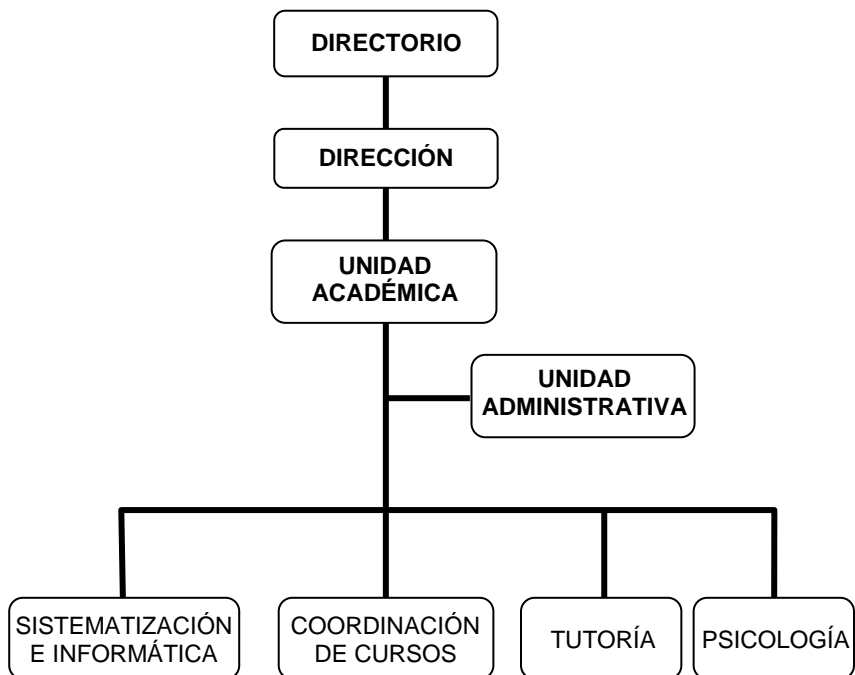 DIRECTORIO
DIRECCIÓN
UNIDAD
ACADÉMICA
UNIDAD
ADMINISTRATIVA
SISTEMATIZACIÓN
E INFORMÁTICA
COORDINACIÓN
DE CURSOS
TUTORÍA
PSICOLOGÍA